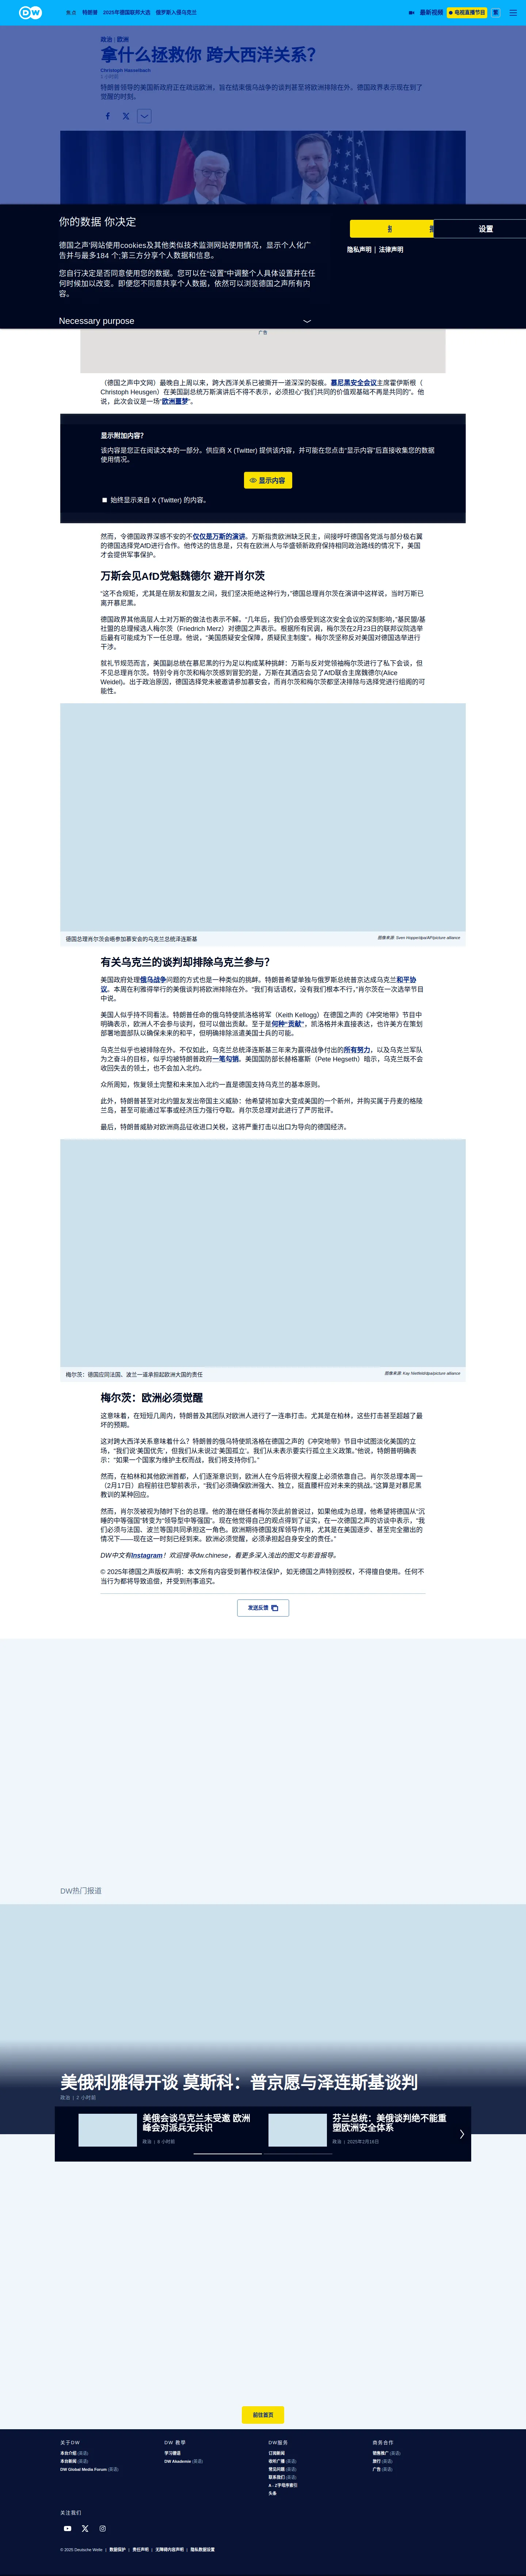 DW
焦点 特朗普 2025年德国联邦大选 俄罗斯入侵乌克兰
最新视频 电视直播节目
政治 | 欧洲
拿什么拯救你 跨大西洋关系？
Christoph Hasselbach
1 小时前
特朗普领导的美国新政府正在疏远欧洲，旨在结束俄乌战争的谈判甚至将欧洲排除在外。德国政界表示现在到了
觉醒的时刻。
你的数据 你决定
德国之声‘网站使用cookies及其他类似技术监测网站使用情况，显示个人化广
告并与最多184 个;第三方分享个人数据和信息。
您自行决定是否同意使用您的数据。您可以在“设置”中调整个人具体设置并在任
何时候加以改变。即便您不同意共享个人数据，依然可以浏览德国之声所有内
容。
Necessary purpose
设置
隐私声明 | 法律声明
广告
（德国之声中文网）最晚自上周以来，跨大西洋关系已被撕开一道深深的裂痕。慕尼黑安全会议主席霍伊斯根（
Christoph Heusgen）在美国副总统万斯演讲后不得不表示，必须担心“我们共同的价值观基础不再是共同的”。他
说，此次会议是一场“欧洲噩梦”。
显示附加内容？
该内容是您正在阅读文本的一部分。供应商 X (Twitter) 提供该内容，并可能在您点击“显示内容”后直接收集您的数据
使用情况。
显示内容
始终显示来自 X (Twitter) 的内容。
然而，令德国政界深感不安的不仅仅是万斯的演讲。万斯指责欧洲缺乏民主，间接呼吁德国各党派与部分极右翼
的德国选择党AfD进行合作。他传达的信息是，只有在欧洲人与华盛顿新政府保持相同政治路线的情况下，美国
才会提供军事保护。
万斯会见AfD党魁魏德尔 避开肖尔茨
“这不合规矩，尤其是在朋友和盟友之间，我们坚决拒绝这种行为，”德国总理肖尔茨在演讲中这样说，当时万斯已
离开慕尼黑。
德国政界其他高层人士对万斯的做法也表示不解。“几年后，我们仍会感受到这次安全会议的深刻影响，”基民盟/基
社盟的总理候选人梅尔茨（Friedrich Merz）对德国之声表示。根据所有民调，梅尔茨在2月23日的联邦议院选举
后最有可能成为下一任总理。他说，“美国质疑安全保障，质疑民主制度”。梅尔茨坚称反对美国对德国选举进行
干涉。
就礼节规范而言，美国副总统在慕尼黑的行为足以构成某种挑衅：万斯与反对党领袖梅尔茨进行了私下会谈，但
不见总理肖尔茨。特别令肖尔茨和梅尔茨感到冒犯的是，万斯在其酒店会见了AfD联合主席魏德尔(Alice
Weidel)。出于政治原因，德国选择党未被邀请参加慕安会，而肖尔茨和梅尔茨都坚决排除与选择党进行组阁的可
能性。
德国总理肖尔茨会晤参加慕安会的乌克兰总统泽连斯基
图像来源: Sven Hoppe/dpa/AP/picture alliance
有关乌克兰的谈判却排除乌克兰参与？
美国政府处理俄乌战争问题的方式也是一种类似的挑衅。特朗普希望单独与俄罗斯总统普京达成乌克兰和平协
议。本周在利雅得举行的美俄谈判将欧洲排除在外。“我们有话语权，没有我们根本不行，”肖尔茨在一次选举节目
中说。
美国人似乎持不同看法。特朗普任命的俄乌特使凯洛格将军（Keith Kellogg）在德国之声的《冲突地带》节目中
明确表示，欧洲人不会参与谈判，但可以做出贡献。至于是何种“贡献”，凯洛格并未直接表达，也许美方在策划
部署地面部队以确保未来的和平，但明确排除派遣美国士兵的可能。
乌克兰似乎也被排除在外。不仅如此，乌克兰总统泽连斯基三年来为赢得战争付出的所有努力，以及乌克兰军队
为之奋斗的目标，似乎均被特朗普政府一笔勾销。美国国防部长赫格塞斯（Pete Hegseth）暗示，乌克兰既不会
收回失去的领土，也不会加入北约。
众所周知，恢复领土完整和未来加入北约一直是德国支持乌克兰的基本原则。
此外，特朗普甚至对北约盟友发出帝国主义威胁：他希望将加拿大变成美国的一个新州，并购买属于丹麦的格陵
兰岛，甚至可能通过军事或经济压力强行夺取。肖尔茨总理对此进行了严厉批评。
最后，特朗普威胁对欧洲商品征收进口关税，这将严重打击以出口为导向的德国经济。
梅尔茨：德国应同法国、波兰一道承担起欧洲大国的责任
图像来源: Kay Nietfeld/dpa/picture alliance
梅尔茨：欧洲必须觉醒
这意味着，在短短几周内，特朗普及其团队对欧洲人进行了一连串打击。尤其是在柏林，这些打击甚至超越了最
坏的预期。
这对跨大西洋关系意味着什么？特朗普的俄乌特使凯洛格在德国之声的《冲突地带》节目中试图淡化美国的立
场，“我们说‘美国优先’，但我们从未说过‘美国孤立’。我们从未表示要实行孤立主义政策。”他说，特朗普明确表
示：“如果一个国家为维护主权而战，我们将支持你们。”
然而，在柏林和其他欧洲首都，人们逐渐意识到，欧洲人在今后将很大程度上必须依靠自己。肖尔茨总理本周一
（2月17日）启程前往巴黎前表示，“我们必须确保欧洲强大、独立，挺直腰杆应对未来的挑战。”这算是对慕尼黑
教训的某种回应。
然而，肖尔茨被视为随时下台的总理。他的潜在继任者梅尔茨此前曾说过，如果他成为总理，他希望将德国从“沉
睡的中等强国”转变为“领导型中等强国”。现在他觉得自己的观点得到了证实，在一次德国之声的访谈中表示，“我
们必须与法国、波兰等国共同承担这一角色。欧洲期待德国发挥领导作用，尤其是在美国逐步、甚至完全撤出的
情况下——现在这一时刻已经到来。欧洲必须觉醒，必须承担起自身安全的责任。”
DW中文有Instagram！欢迎搜寻dw.chinese，看更多深入浅出的图文与影音报导。
© 2025年德国之声版权声明：本文所有内容受到著作权法保护，如无德国之声特别授权，不得擅自使用。任何不
当行为都将导致追偿，并受到刑事追究。
发送反馈
DW热门报道
美俄利雅得开谈 莫斯科：普京愿与泽连斯基谈判
政治 | 2 小时前
美俄会谈乌克兰未受邀 欧洲
峰会对派兵无共识
政治 | 8 小时前
芬兰总统：美俄谈判绝不能重
塑欧洲安全体系
政治 | 2025年2月18日
前往首页
关于DW
本台介绍 (英语)
本台新闻 (英语)
DW Global Media Forum (英语)
DW 教学
学习德语
DW Akademie (英语)
DW服务
订阅新闻
收听广播 (英语)
常见问题 (英语)
联系我们 (英语)
A - Z字母序索引
头条
商务合作
销售推广 (英语)
旅行 (英语)
广告 (英语)
关注我们
© 2025 Deutsche Welle | 数据保护 | 责任声明 | 无障碍内容声明 | 隐私数据设置